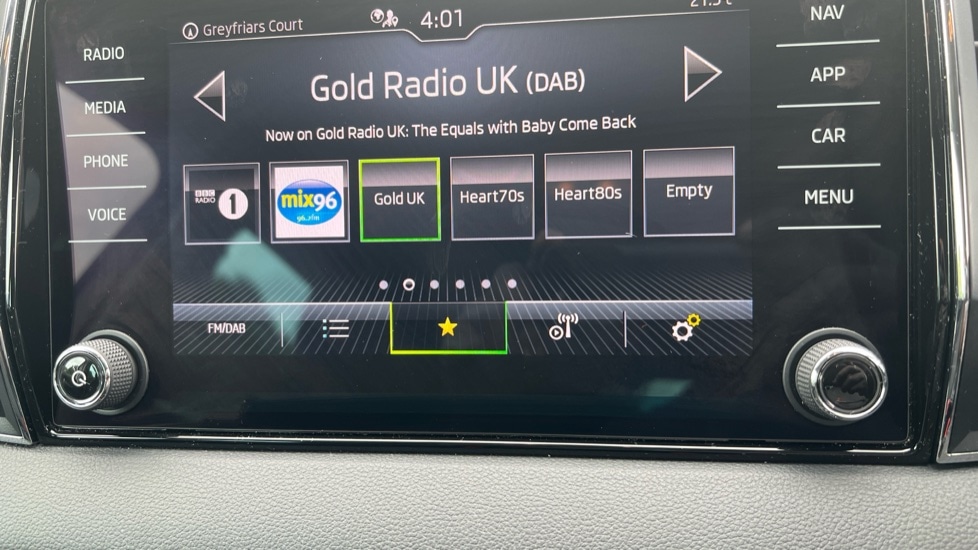 Greyfriars Court
4:01
RADIO
MEDIA
PHONE
VOICE
NAV
APP
CAR
MENU
Gold Radio UK (DAB)
Now on Gold Radio UK: The Equals with Baby Come Back
BBC RADIO 1
mix96
Gold UK
Heart70s
Heart80s
Empty
FM/DAB